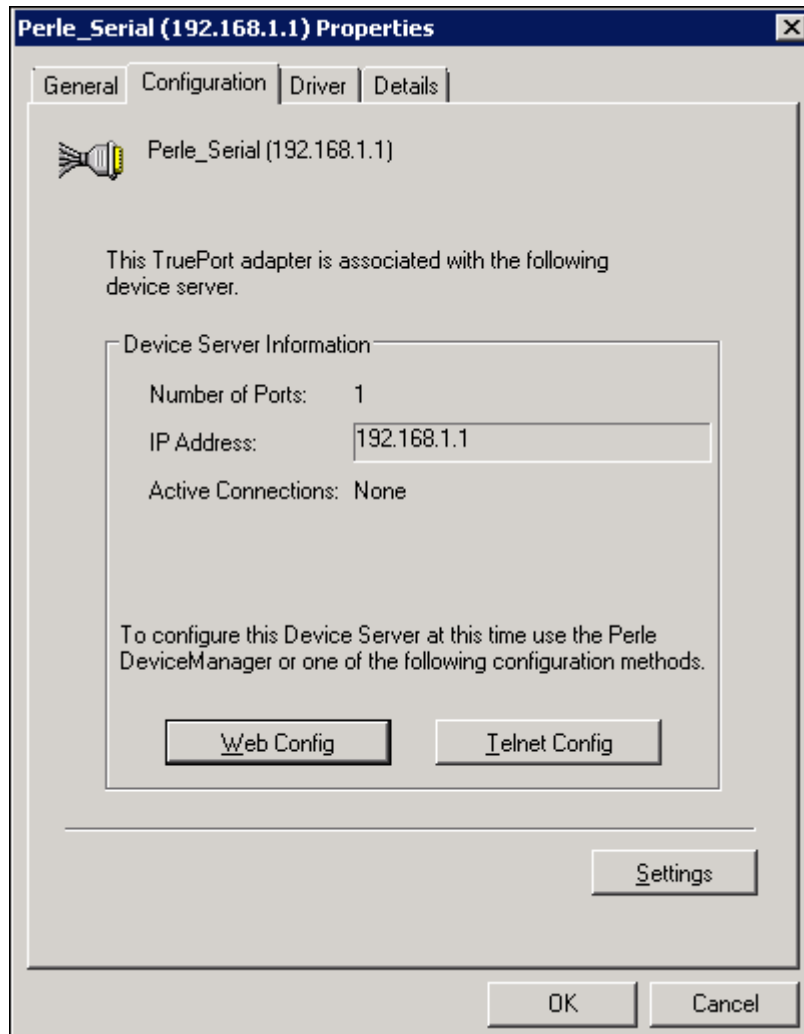 Perle_Serial (192.168.1.1) Properties
General Configuration Driver Details
Perle_Serial (192.168.1.1)
This TruePort adapter is associated with the following
device server.
Device Server Information
Number of Ports: 1
IP Address: 192.168.1.1
Active Connections: None
To configure this Device Server at this time use the Perle
DeviceManager or one of the following configuration methods.
Web Config Telnet Config
Settings
OK Cancel